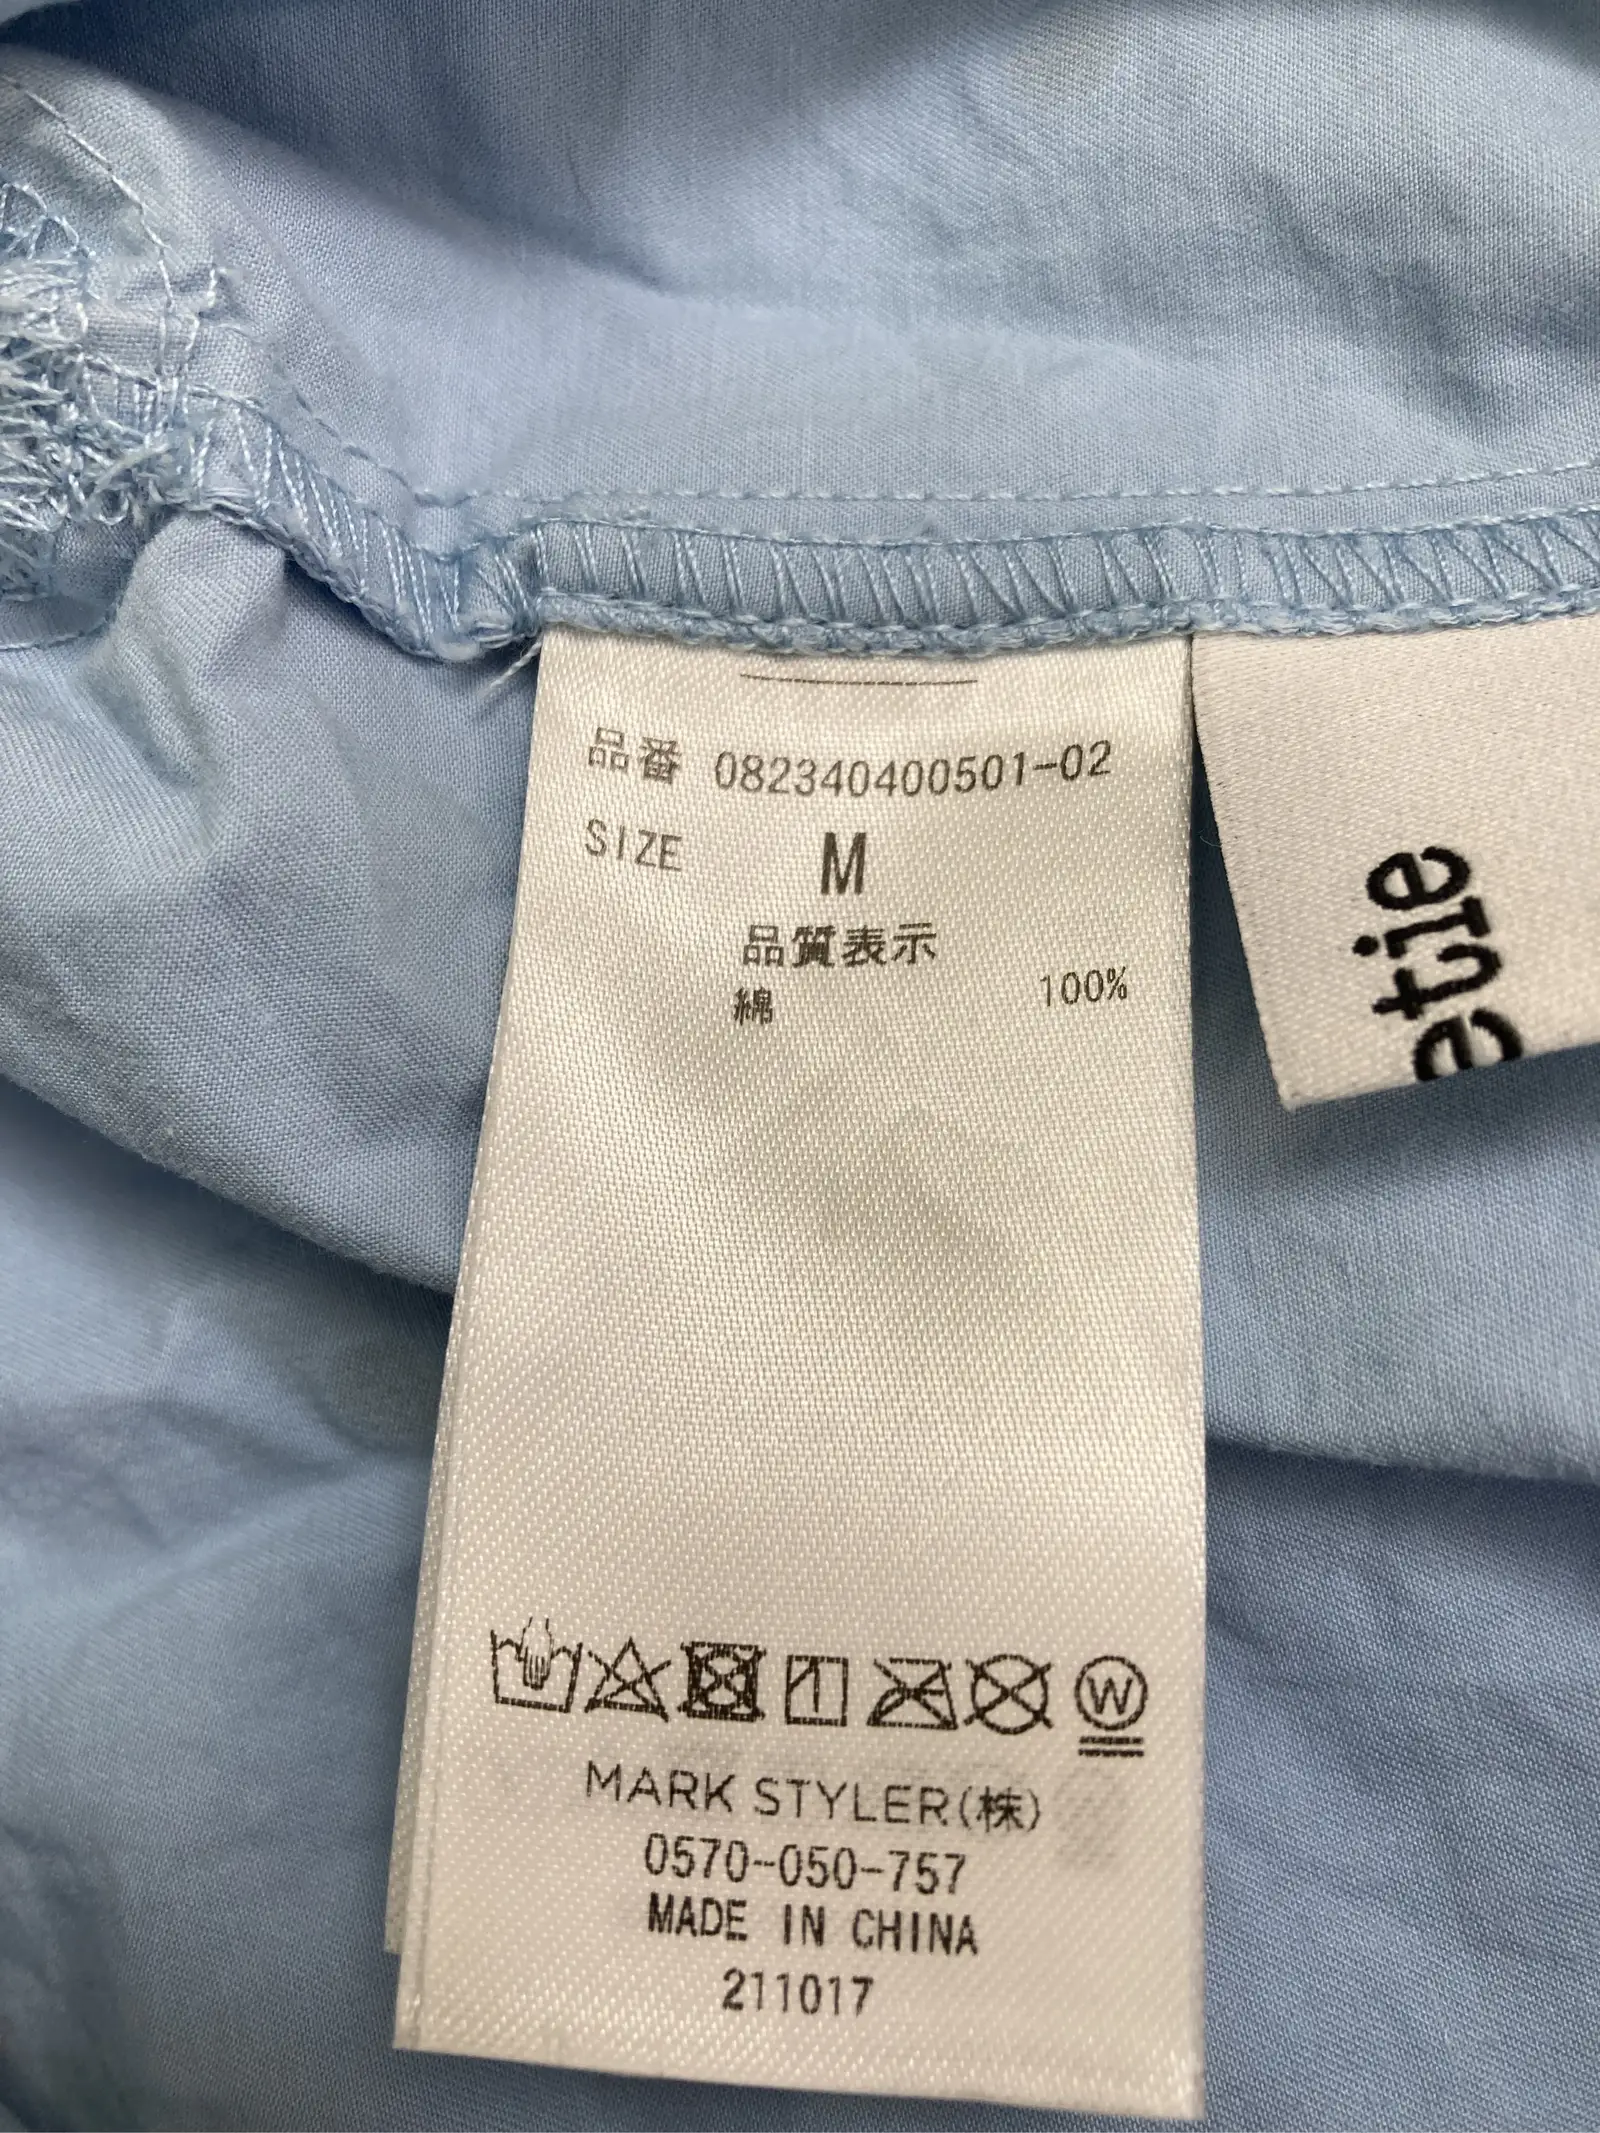 品番 082340400501-02
SIZE M
品質表示
綿 100%
W
MARK STYLER(株)
0570-050-757
MADE IN CHINA
211017
etie